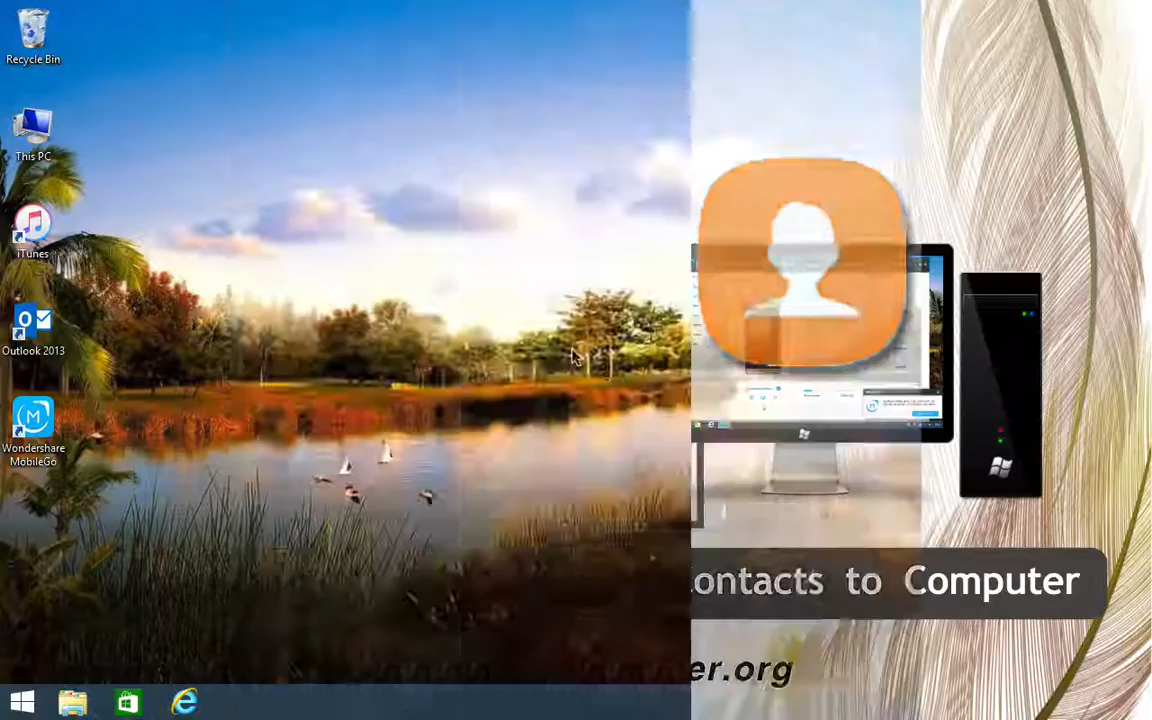 Recycle Bin
This PC
iTunes
Outlook 2013
Wondershare
MobileGo
ontacts to Computer
er.org